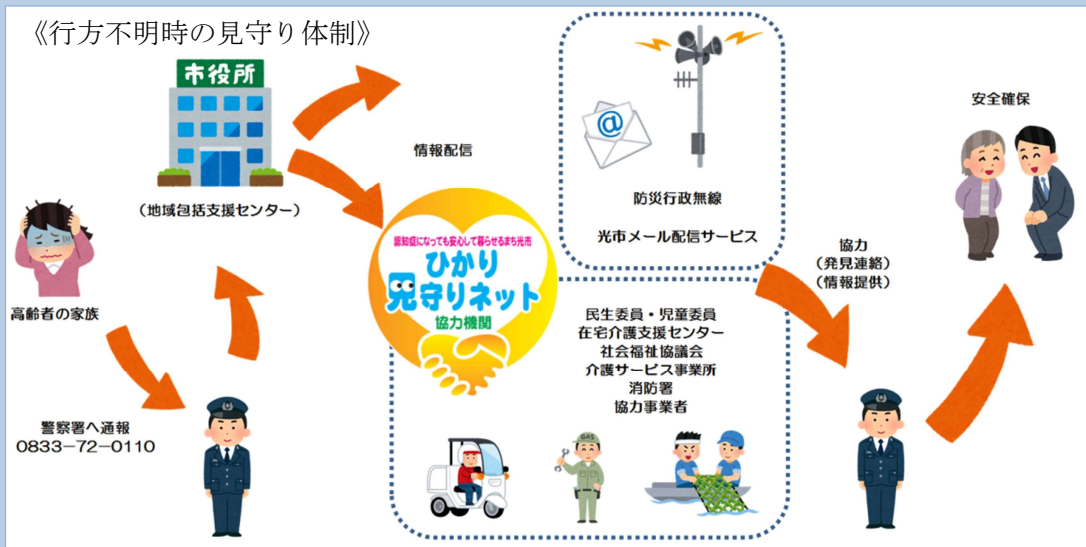 《行方不明時の見守り体制》
市役所
(地域包括支援センター)
高齢者の家族
警察署へ通報
0833－72－0110
情報配信
認知症になっても安心して暮らせるまち光市
ひかり
見守りネット
協力機関
@
防災行政無線
光市メール配信サービス
民生委員・児童委員
在宅介護支援センター
社会福祉協議会
介護サービス事業所
消防署
協力事業者
GAS
協力
(発見連絡)
(情報提供)
安全確保